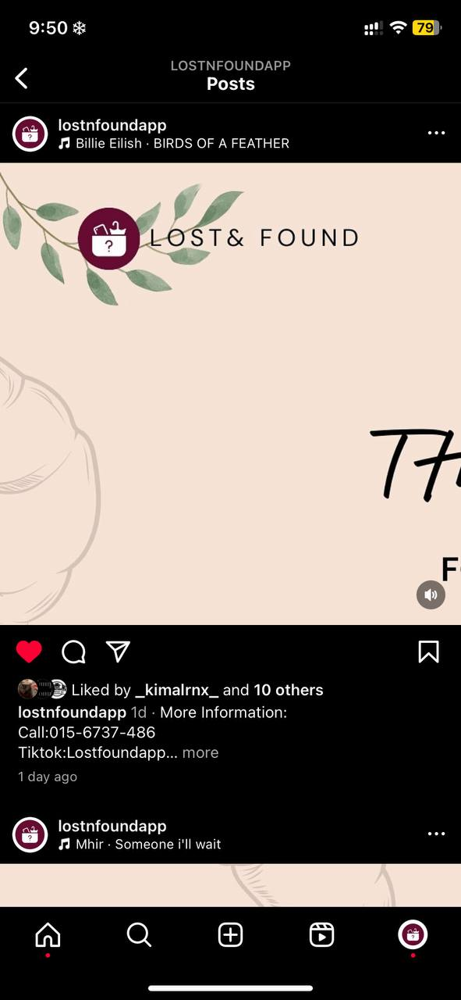 9:50
79
LOSTNFOUNDAPP
Posts
lostnfoundapp
Billie Eilish · BIRDS OF A FEATHER
?
LOST& FOUND
Liked by _kimalrnx_ and 10 others
lostnfoundapp 1d · More Information:
Call:015-6737-486
Tiktok:Lostfoundapp... more
1 day ago
lostnfoundapp
Mhir · Someone i'll wait